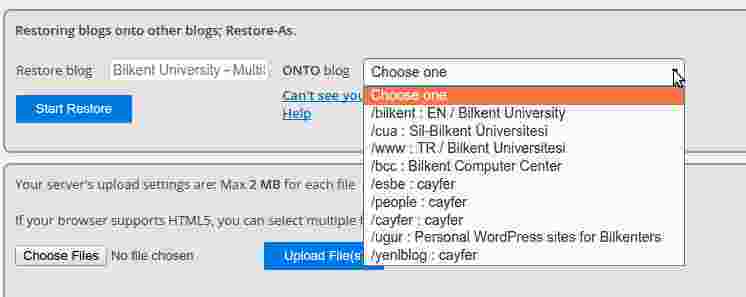 Restoring blogs onto other blogs; Restore-As.
Restore blog Bilkent University – Multi: ONTO blog Choose one
Start Restore
Can't see you
Help
Choose one
/bilkent : EN / Bilkent University
/cua : Sil-Bilkent Üniversitesi
/www : TR / Bilkent Üniversitesi
/bcc : Bilkent Computer Center
/esbe : cayfer
/people : cayfer
/cayfer : cayfer
/ugur : Personal WordPress sites for Bilkenters
/yeniblog : cayfer
Your server's upload settings are: Max 2 MB for each file
If your browser supports HTML5, you can select multiple
Choose Files No file chosen Upload File(s)